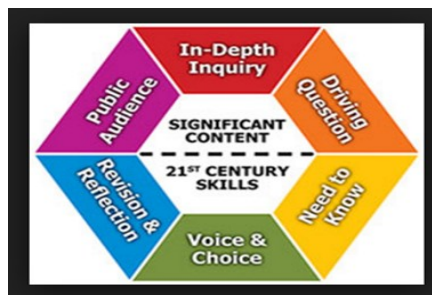 In-Depth
Inquiry
Driving
Question
Need to
Know
Voice &
Choice
Revision &
Reflection
Public
Audience
SIGNIFICANT
CONTENT
21ST CENTURY
SKILLS